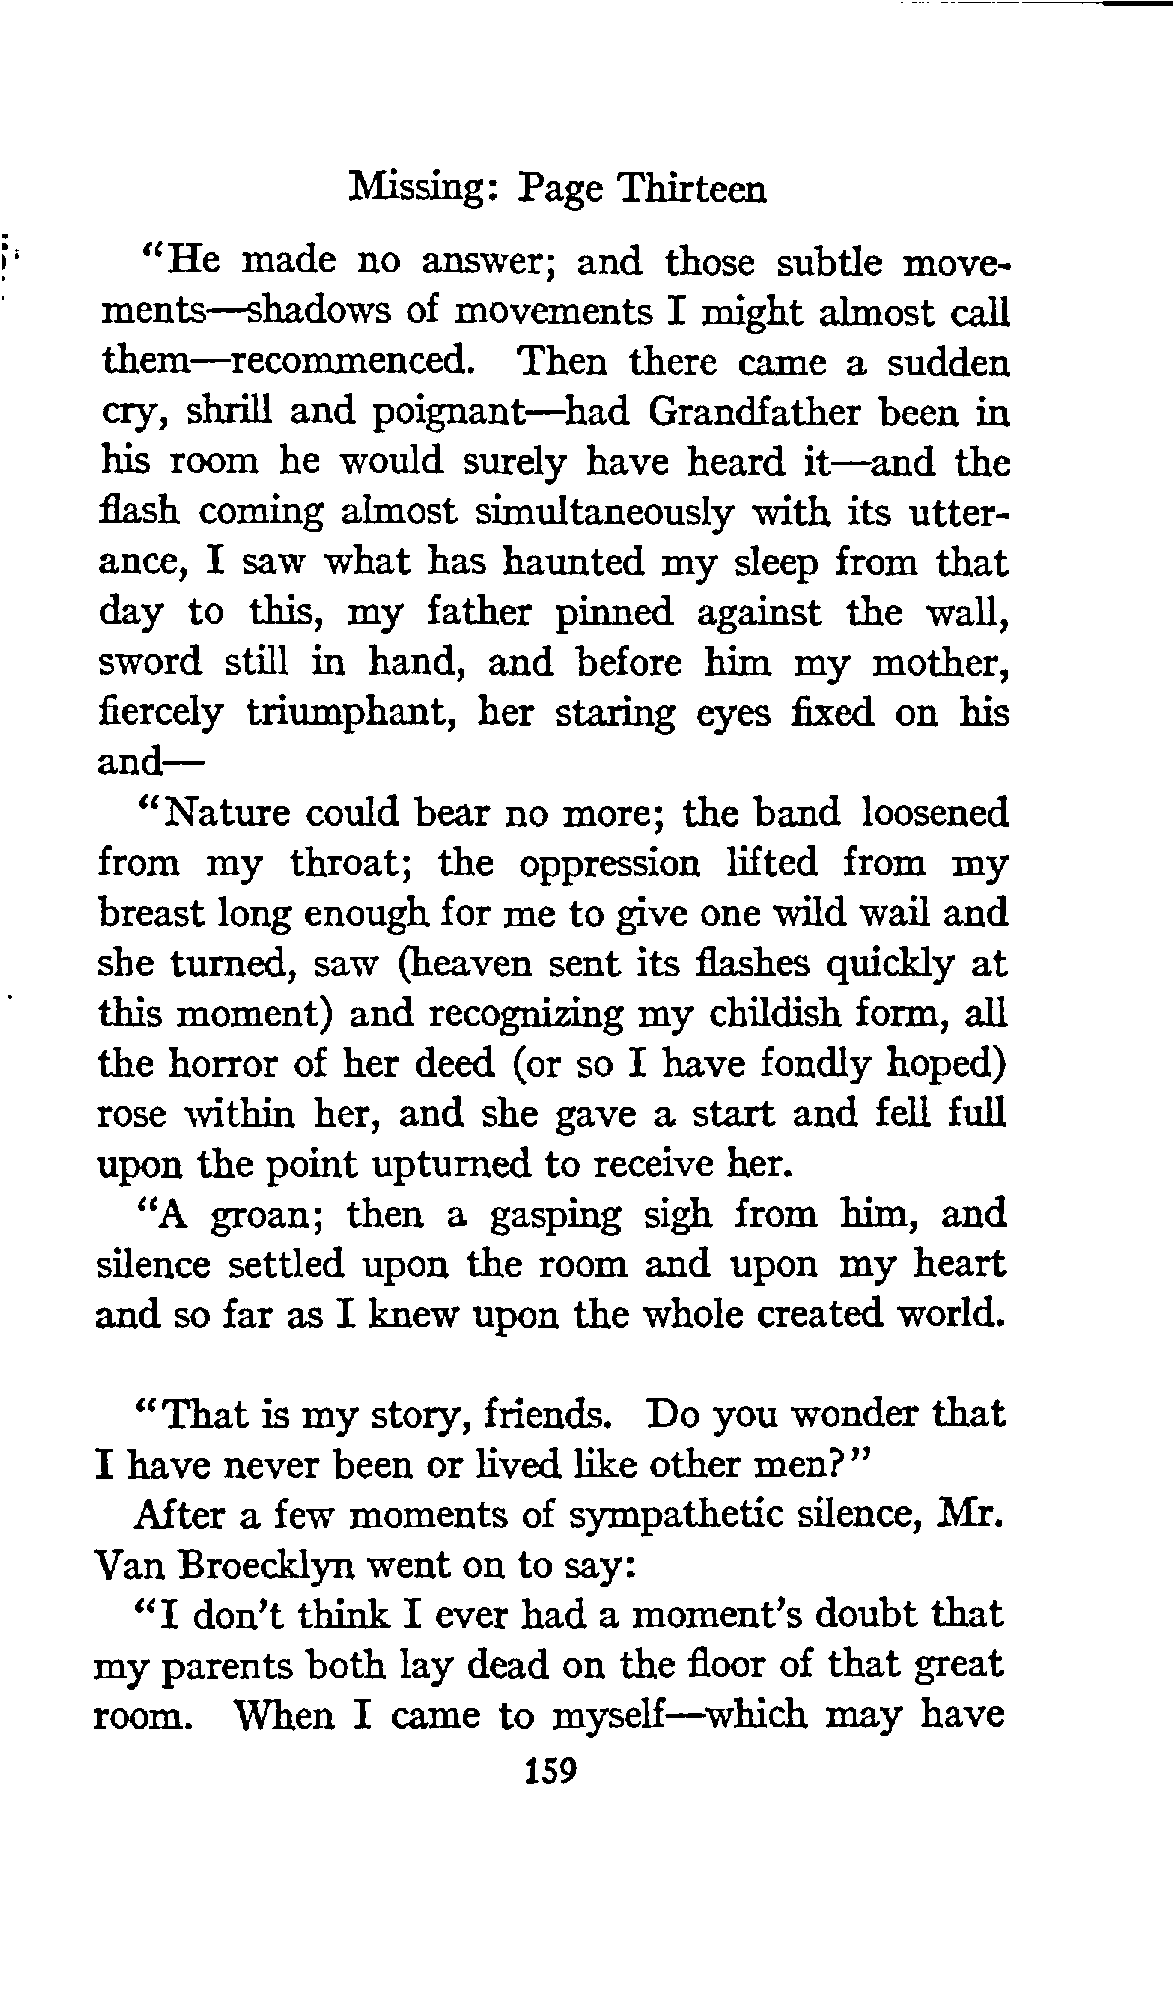 Missing: Page Thirteen
“He made no answer; and those subtle move-
ments—shadows of movements I might almost call
them—recommenced. Then there came a sudden
cry, shrill and poignant—had Grandfather been in
his room he would surely have heard it—and the
flash coming almost simultaneously with its utter-
ance, I saw what has haunted my sleep from that
day to this, my father pinned against the wall,
sword still in hand, and before him my mother,
fiercely triumphant, her staring eyes fixed on his
and—
“Nature could bear no more; the band loosened
from my throat; the oppression lifted from my
breast long enough for me to give one wild wail and
she turned, saw (heaven sent its flashes quickly at
this moment) and recognizing my childish form, all
the horror of her deed (or so I have fondly hoped)
rose within her, and she gave a start and fell full
upon the point upturned to receive her.
“A groan; then a gasping sigh from him, and
silence settled upon the room and upon my heart
and so far as I knew upon the whole created world.
“That is my story, friends. Do you wonder that
I have never been or lived like other men?”
After a few moments of sympathetic silence, Mr.
Van Broecklyn went on to say:
“I don’t think I ever had a moment’s doubt that
my parents both lay dead on the floor of that great
room. When I came to myself—which may have
159